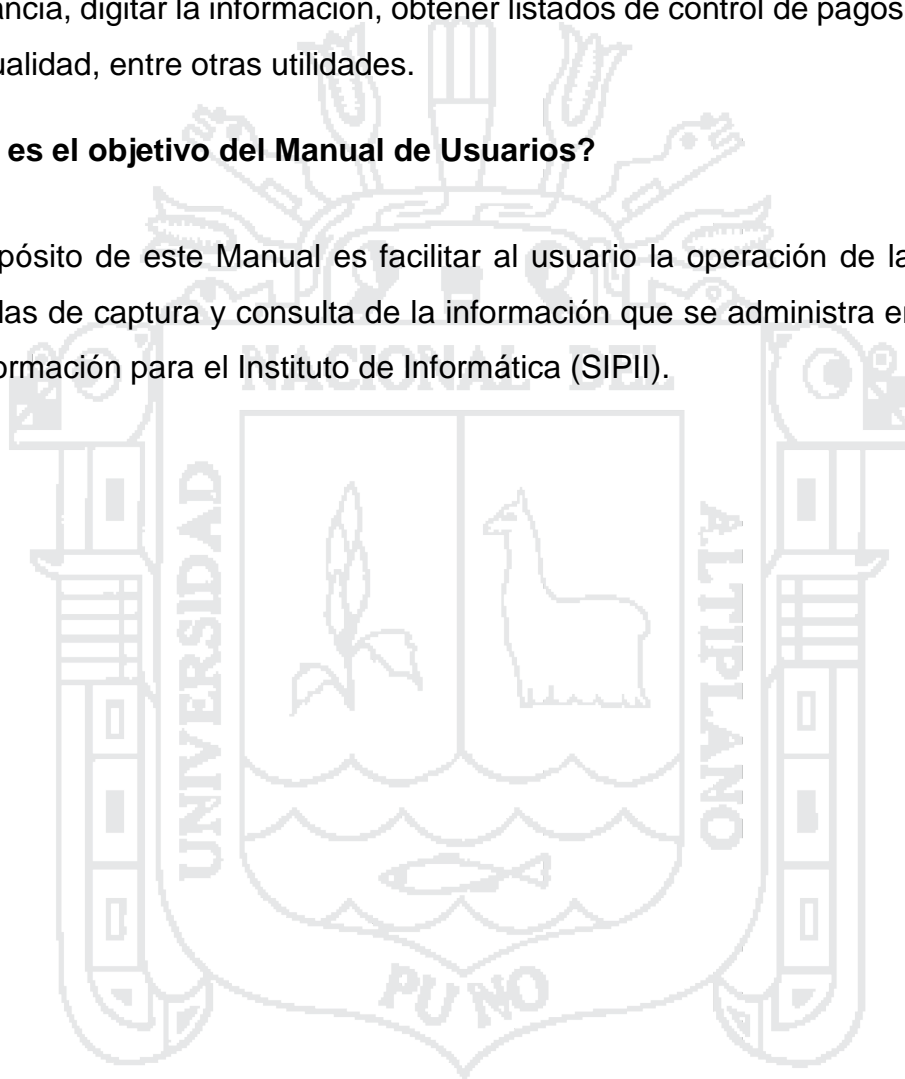 ancia, digitar la información, obtener listados de control de pagos
ualidad, entre otras utilidades.
es el objetivo del Manual de Usuarios?
pósito de este Manual es facilitar al usuario la operación de la
las de captura y consulta de la información que se administra en
ormación para el Instituto de Informática (SIPII).
NACIONAL DEL
UNIVERSIDAD
ALTIPLANO
PUNO